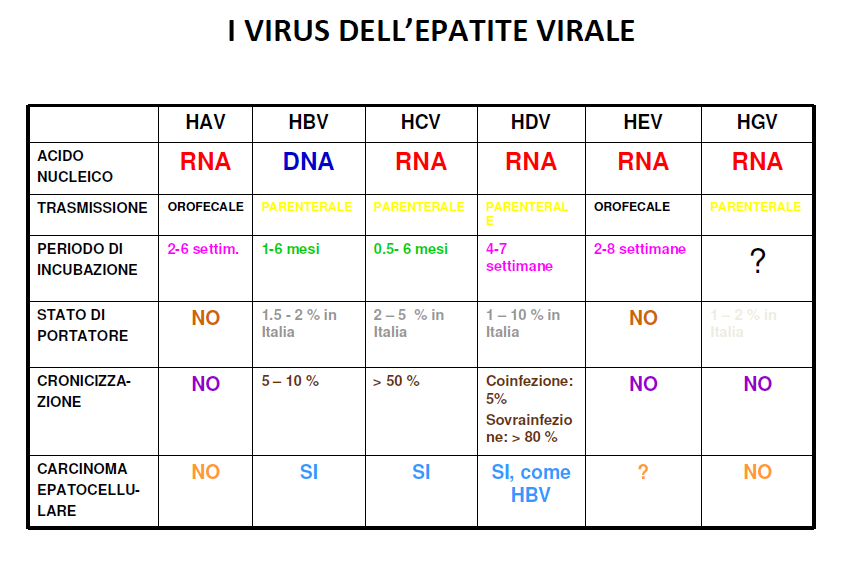 I VIRUS DELL'EPATITE VIRALE
HAV HBV HCV HDV HEV HGV
ACIDO NUCLEICO RNA DNA RNA RNA RNA RNA
TRASMISSIONE OROFECALE PARENTERALE PARENTERALE PARENTERALE OROFECALE PARENTERALE
PERIODO DI INCUBAZIONE 2-6 settim. 1-6 mesi 0.5- 6 mesi 4-7 settimane 2-8 settimane ?
STATO DI PORTATORE NO 1.5 - 2 % in Italia 2 – 5 % in Italia 1 – 10 % in Italia NO 1 – 2 % in Italia
CRONICIZZA-ZIONE NO 5 – 10 % > 50 % Coinfezione: 5% Sovrainfezione: > 80 % NO NO
CARCINOMA EPATOCELLU-LARE NO SI SI SI, come HBV ? NO